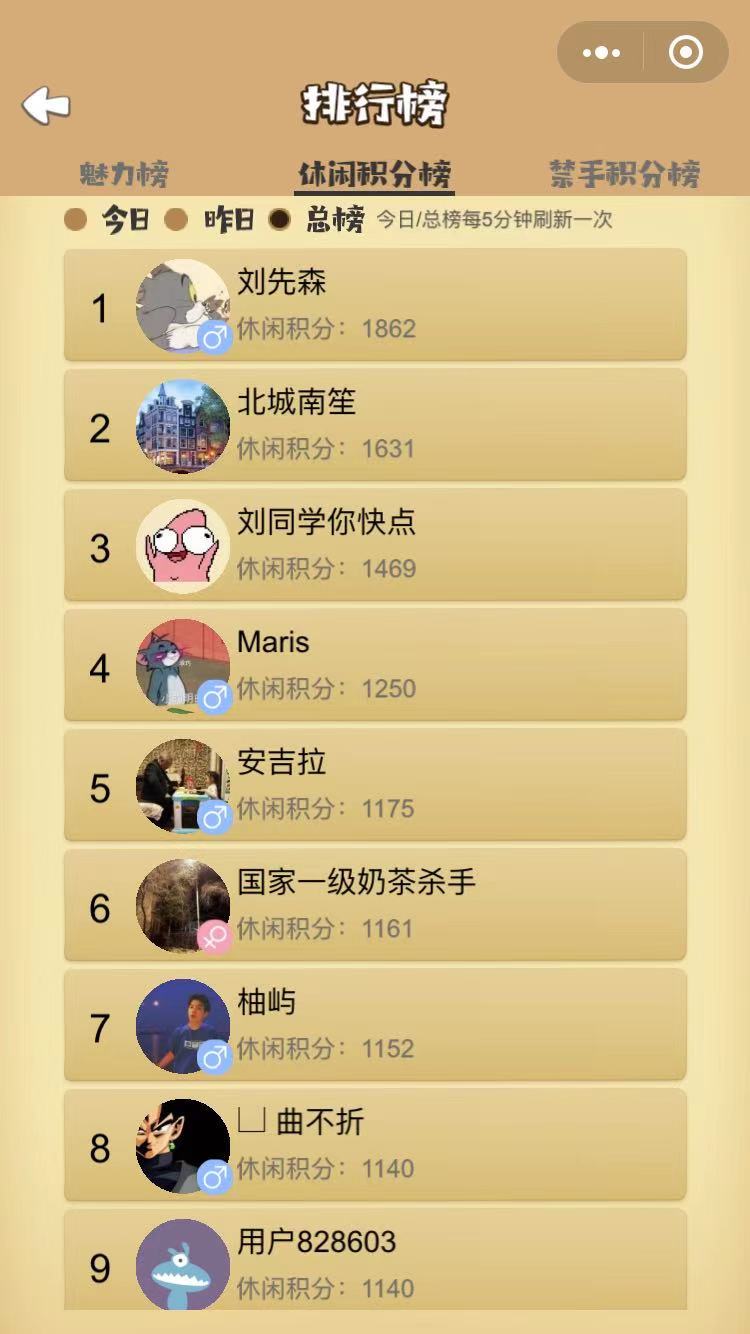 排行榜
魅力榜 休闲积分榜 禁手积分榜
今日 昨日 总榜 今日/总榜每5分钟刷新一次
1 刘先森
休闲积分：1862
2 北城南笙
休闲积分：1631
3 刘同学你快点
休闲积分：1469
4 Maris
休闲积分：1250
5 安吉拉
休闲积分：1175
6 国家一级奶茶杀手
休闲积分：1161
7 柚屿
休闲积分：1152
8 凵 曲不折
休闲积分：1140
9 用户828603
休闲积分：1140